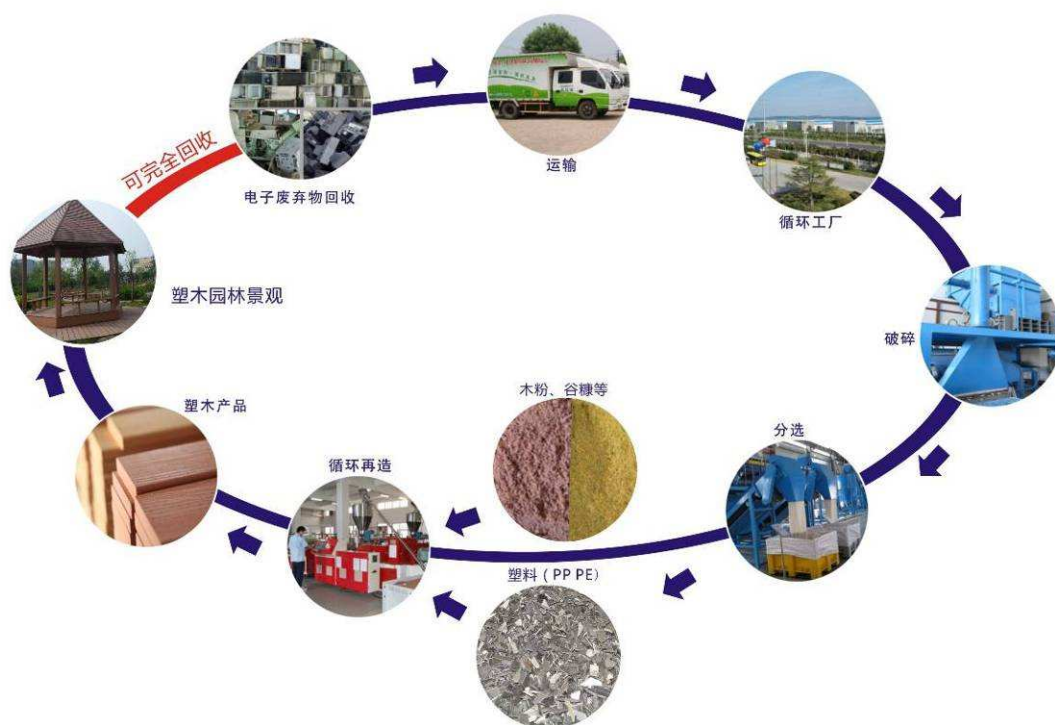 可完全回收
电子废弃物回收
运输
循环工厂
破碎
分选
木粉、谷糠等
塑料（PP PE）
循环再造
塑木产品
塑木园林景观